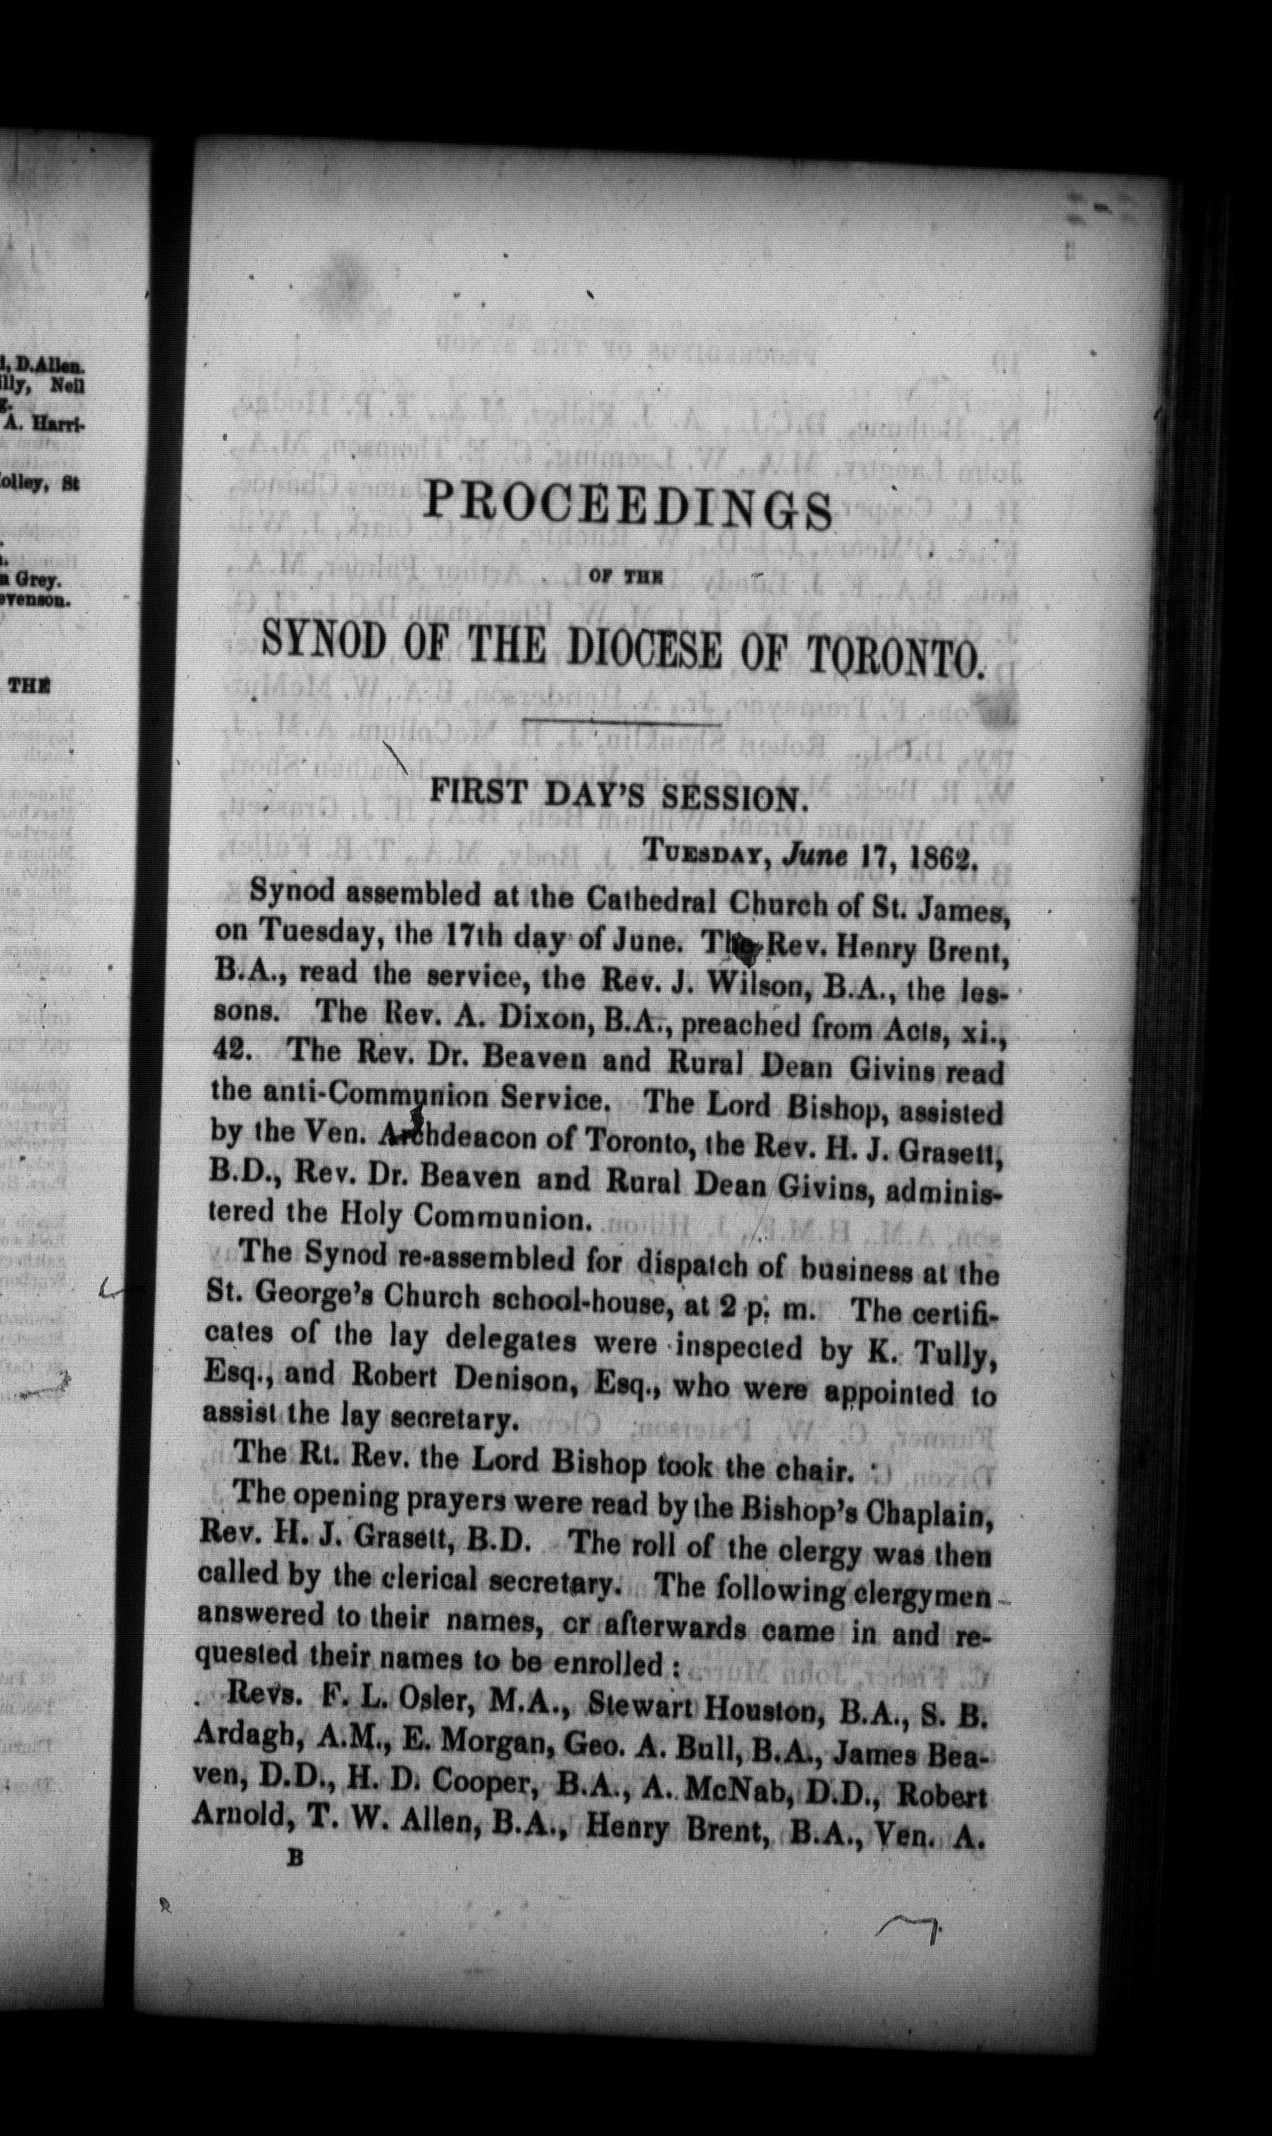 D.Allen.
Neil
A. Harri-
St
Grey.
THE
PROCEEDINGS
OF THE
SYNOD OF THE DIOCESE OF TORONTO.
FIRST DAY'S SESSION.
TUESDAY, June 17, 1862.
Synod assembled at the Cathedral Church of St. James,
on Tuesday, the 17th day of June. The Rev. Henry Brent,
B.A., read the service, the Rev. J. Wilson, B.A., the les-
sons. The Rev. A. Dixon, B.A., preached from Acts, xi.,
42. The Rev. Dr. Beaven and Rural Dean Givins read
the anti-Communion Service. The Lord Bishop, assisted
by the Ven. Archdeacon of Toronto, the Rev. H. J. Grasett,
B.D., Rev. Dr. Beaven and Rural Dean Givins, adminis-
tered the Holy Communion.
The Synod re-assembled for dispatch of business at the
St. George's Church school-house, at 2 p. m. The certifi-
cates of the lay delegates were inspected by K. Tully,
Esq., and Robert Denison, Esq., who were appointed to
assist the lay secretary.
The Rt. Rev. the Lord Bishop took the chair.
The opening prayers were read by the Bishop's Chaplain,
Rev. H. J. Grasett, B.D. The roll of the clergy was then
called by the clerical secretary. The following clergymen
answered to their names, or afterwards came in and re-
quested their names to be enrolled:
Revs. F. L. Osler, M.A., Stewart Houston, B.A., S. B.
Ardagh, A.M., E. Morgan, Geo. A. Bull, B.A., James Bea-
ven, D.D., H. D. Cooper, B.A., A. McNab, D.D., Robert
Arnold, T. W. Allen, B.A., Henry Brent, B.A., Ven. A.
B